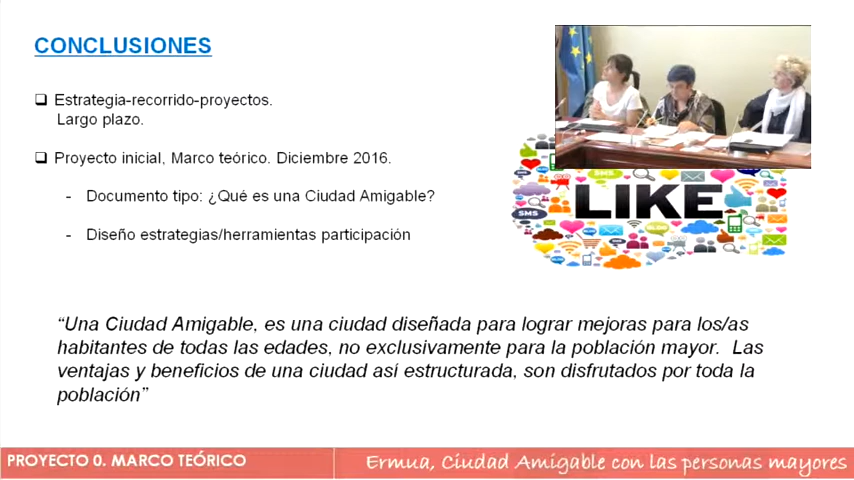 CONCLUSIONES
Estrategia-recorrido-proyectos.
Largo plazo.
Proyecto inicial, Marco teórico. Diciembre 2016.
- Documento tipo: ¿Qué es una Ciudad Amigable?
- Diseño estrategias/herramientas participación
SMS
LIKE
SMS
BLOG
“Una Ciudad Amigable, es una ciudad diseñada para lograr mejoras para los/as
habitantes de todas las edades, no exclusivamente para la población mayor. Las
ventajas y beneficios de una ciudad así estructurada, son disfrutados por toda la
población”
PROYECTO 0. MARCO TEÓRICO
Ermua, Ciudad Amigable con las personas mayores